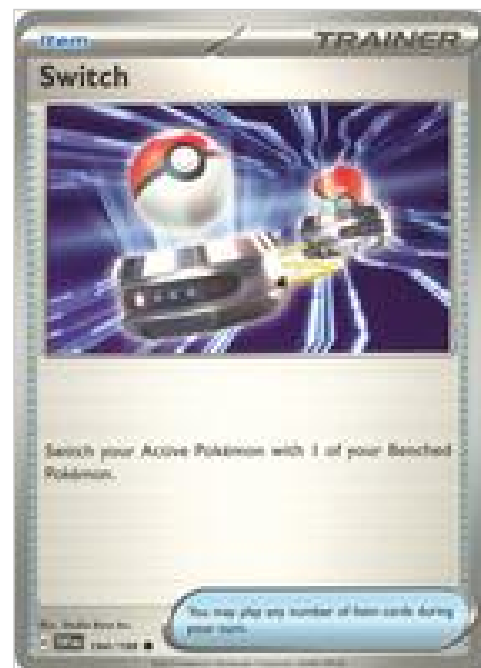 Item
TRAINER
Switch
Switch your Active Pokémon with 1 of your Benched
Pokémon.
You may play any number of Item cards during
your turn.